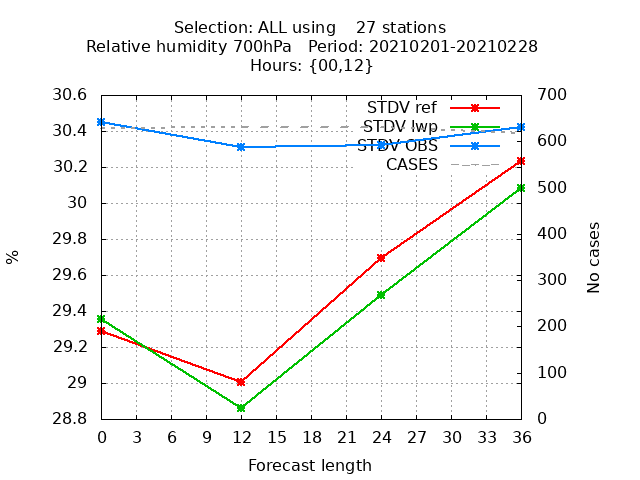 Selection: ALL using    27 stations
Relative humidity 700hPa   Period: 20210201-20210228
Hours: {00,12}
30.6
30.4
30.2
30
29.8
29.6
29.4
29.2
29
28.8
%
STDV ref
STDV lwp
STDV OBS
CASES
700
600
500
400
300
200
100
0
No cases
0 3 6 9 12 15 18 21 24 27 30 33 36
Forecast length